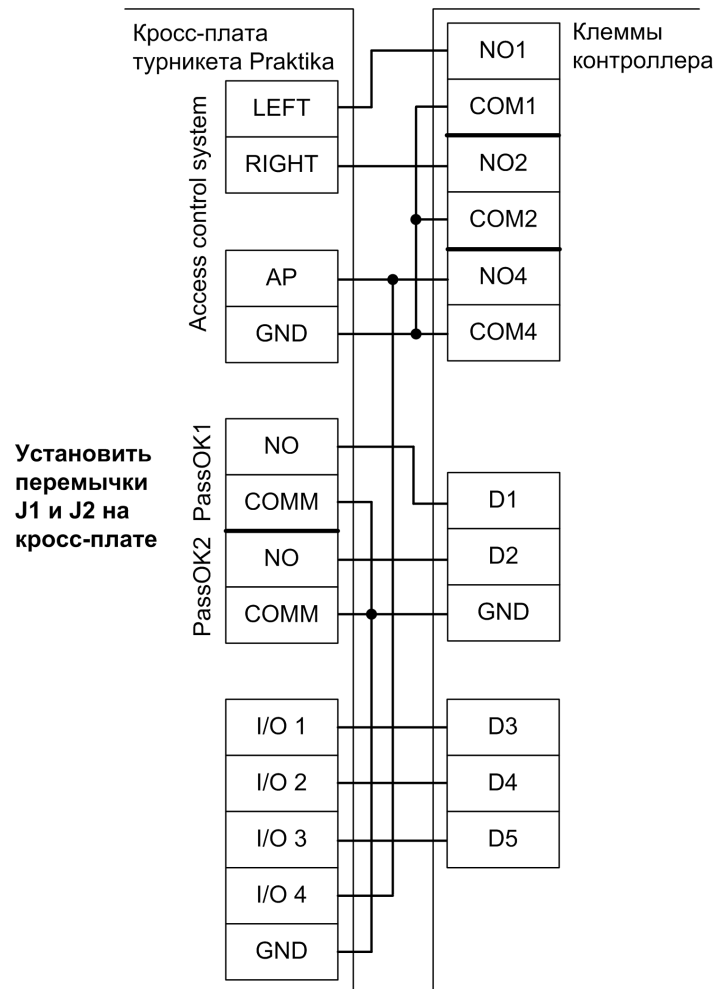 Кросс-плата
турникета Praktika
Клеммы
контроллера
Access control system
LEFT
RIGHT
AP
GND
NO1
COM1
NO2
COM2
NO4
COM4
Установить
перемычки
J1 и J2 на
кросс-плате
PassOK1
NO
COMM
PassOK2
NO
COMM
D1
D2
GND
I/O 1
I/O 2
I/O 3
I/O 4
GND
D3
D4
D5